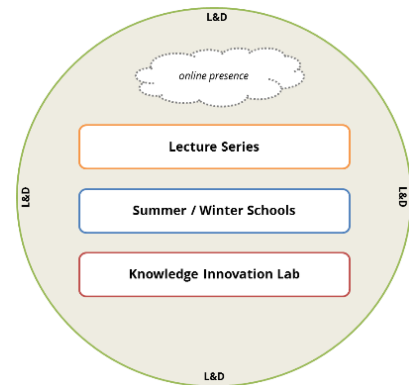 L&D
online presence
Lecture Series
L&D
L&D
Summer / Winter Schools
Knowledge Innovation Lab
L&D